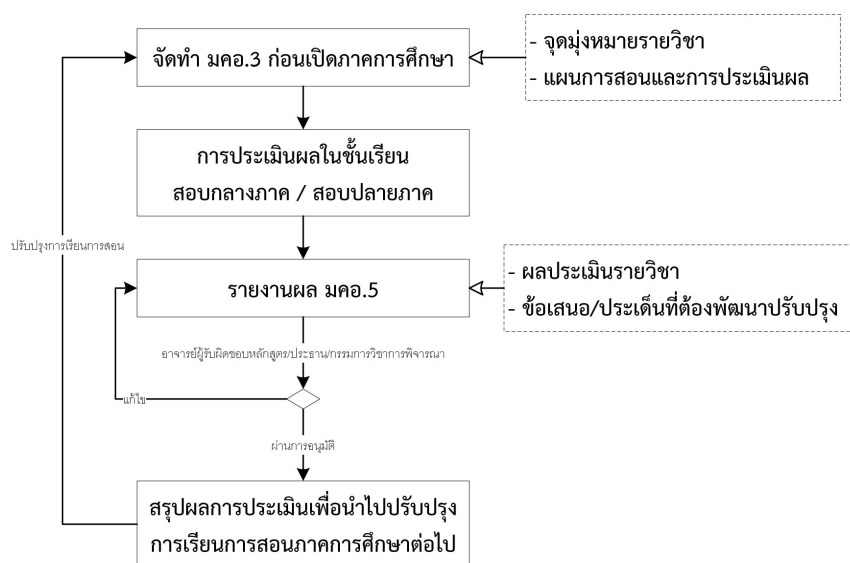 จัดทำ มคอ.3 ก่อนเปิดภาคการศึกษา
- จุดมุ่งหมายรายวิชา
- แผนการสอนและการประเมินผล
การประเมินผลในชั้นเรียน
สอบกลางภาค / สอบปลายภาค
ปรับปรุงการเรียนการสอน
รายงานผล มคอ.5
- ผลประเมินรายวิชา
- ข้อเสนอ/ประเด็นที่ต้องพัฒนาปรับปรุง
อาจารย์ผู้รับผิดชอบหลักสูตร/ประธาน/กรรมการวิชาการพิจารณา
แก้ไข
ผ่านการอนุมัติ
สรุปผลการประเมินเพื่อนำไปปรับปรุง
การเรียนการสอนภาคการศึกษาต่อไป